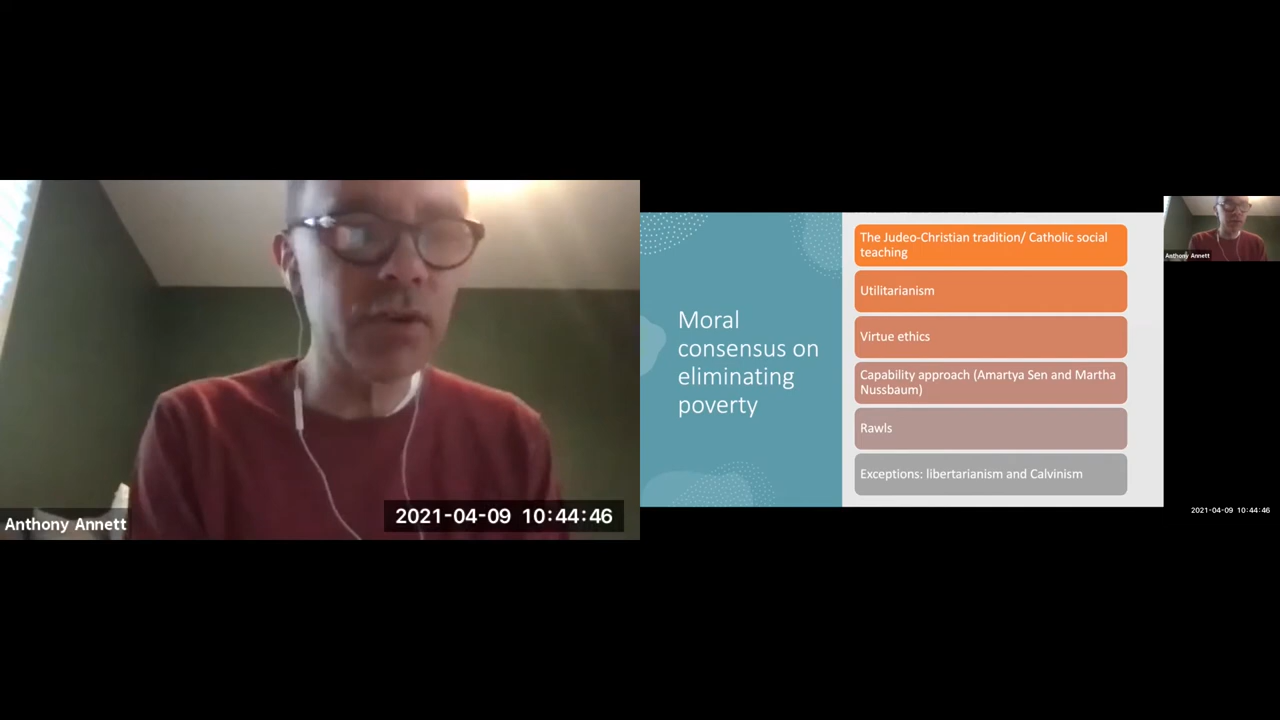 Anthony Annett
2021-04-09 10:44:46
Moral
consensus on
eliminating
poverty
The Judeo-Christian tradition/ Catholic social
teaching
Utilitarianism
Virtue ethics
Capability approach (Amartya Sen and Martha
Nussbaum)
Rawls
Exceptions: libertarianism and Calvinism
Anthony Annett
2021-04-09 10:44:46